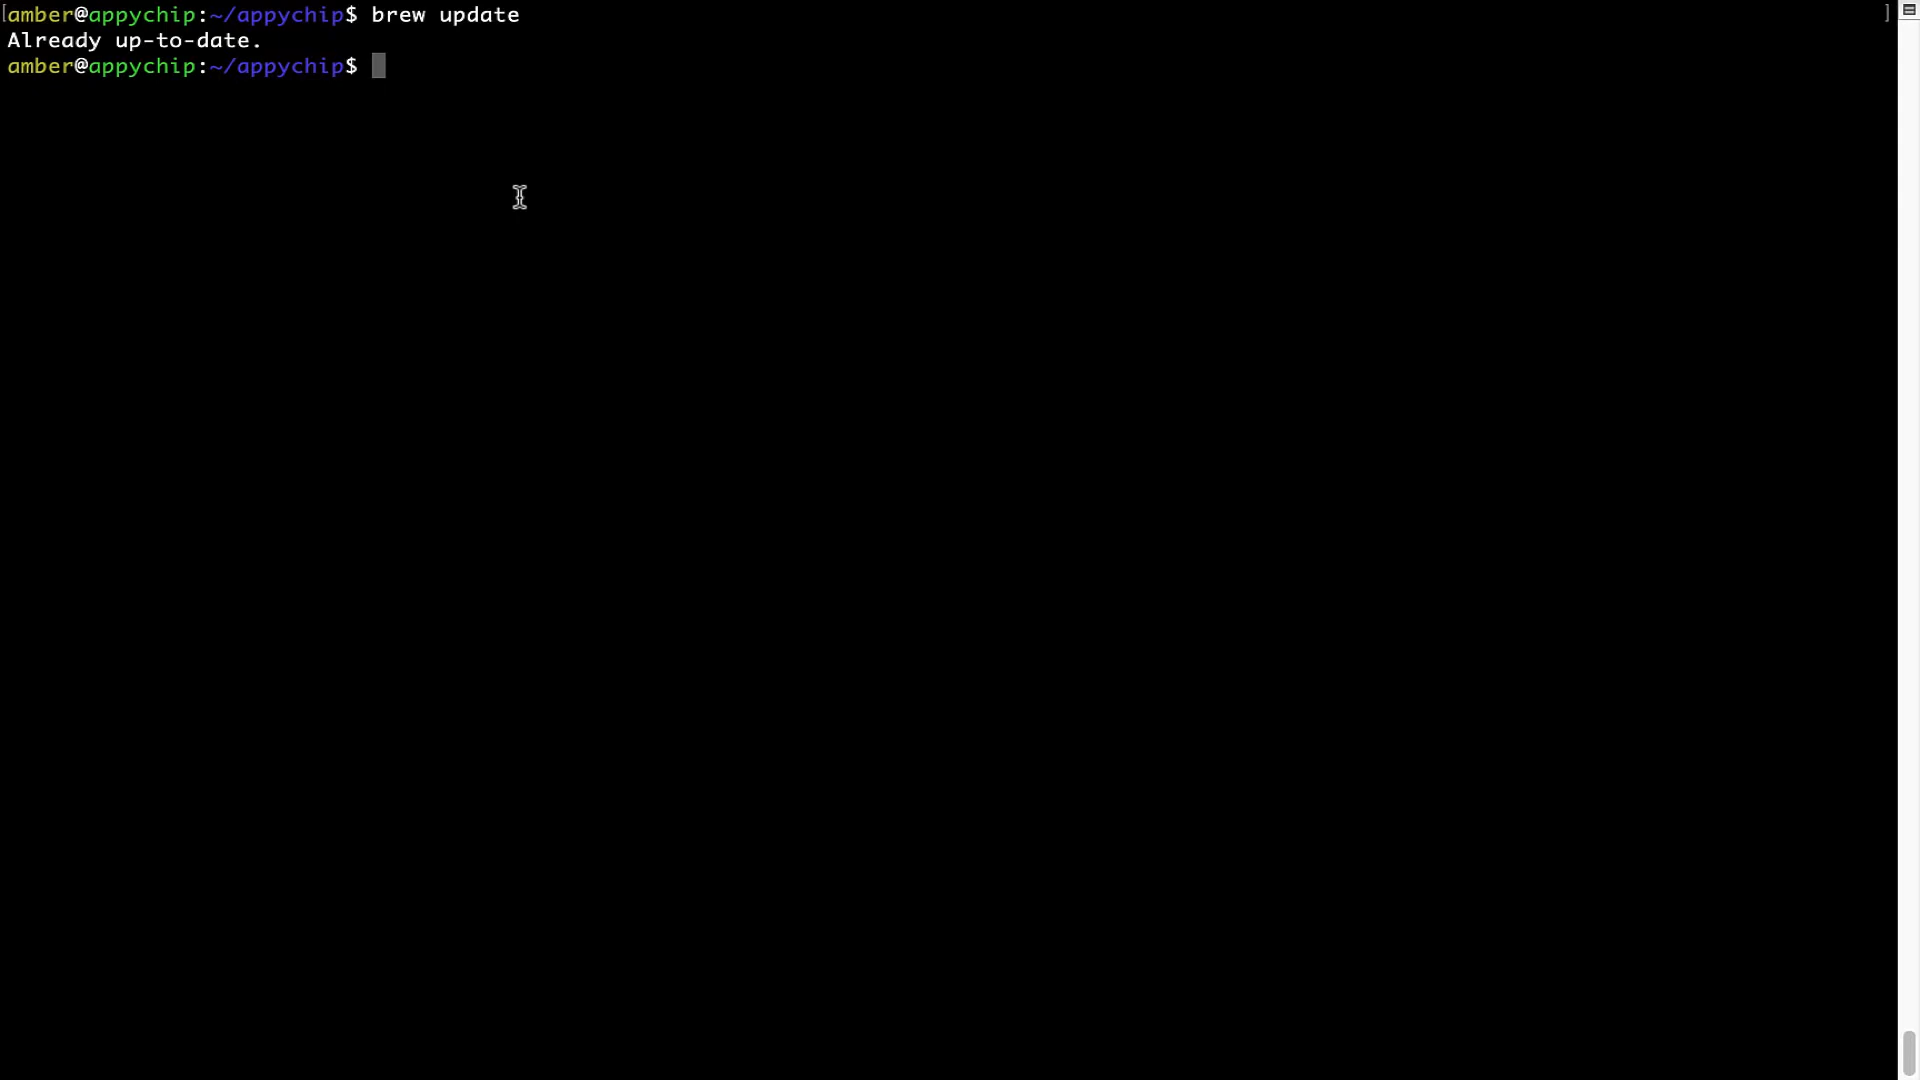 [amber@appychip:~/appychip$ brew update ]
Already up-to-date.
amber@appychip:~/appychip$